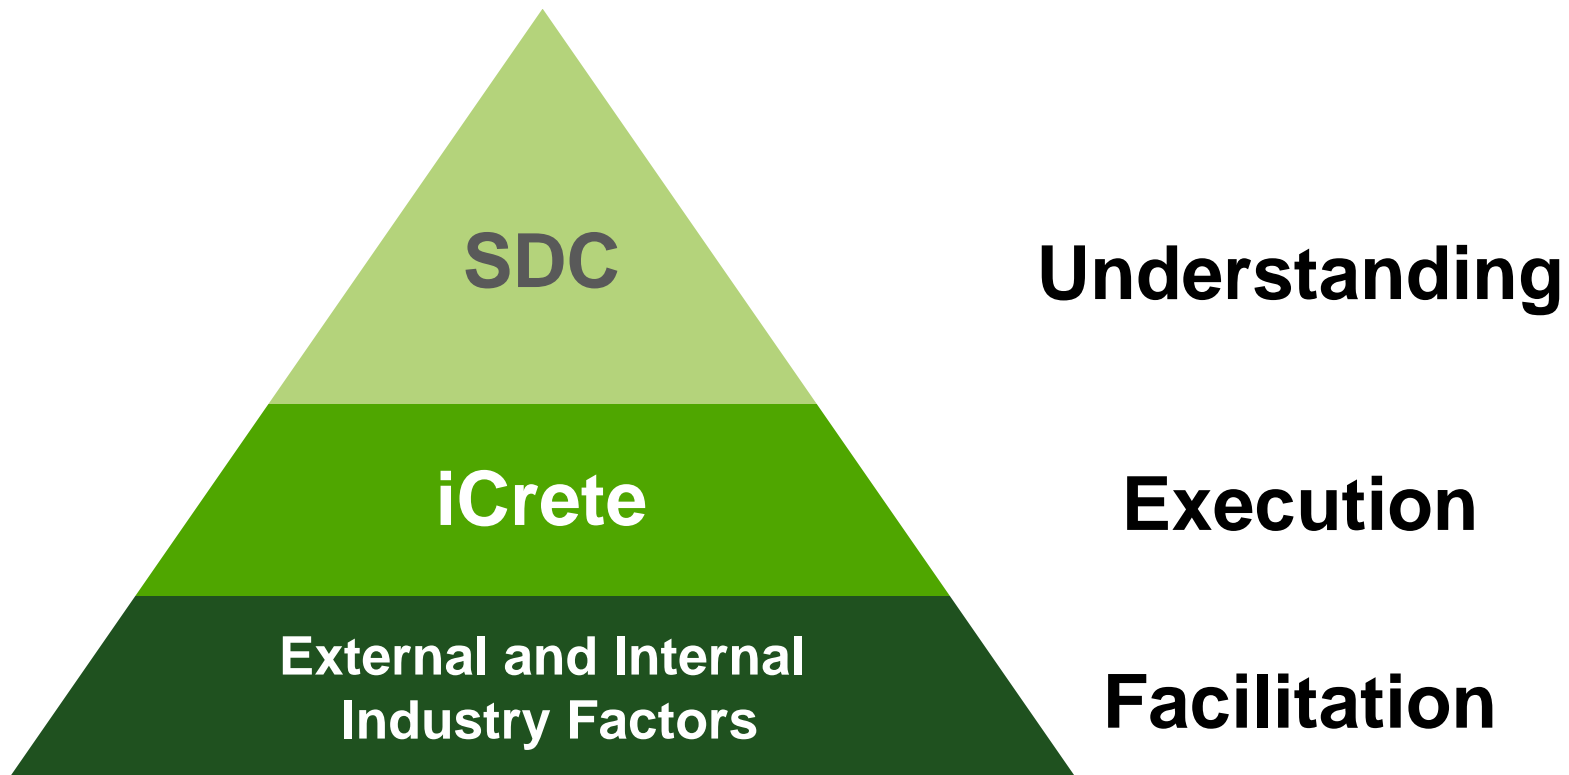 SDC
Understanding
iCrete
Execution
External and Internal
Industry Factors
Facilitation